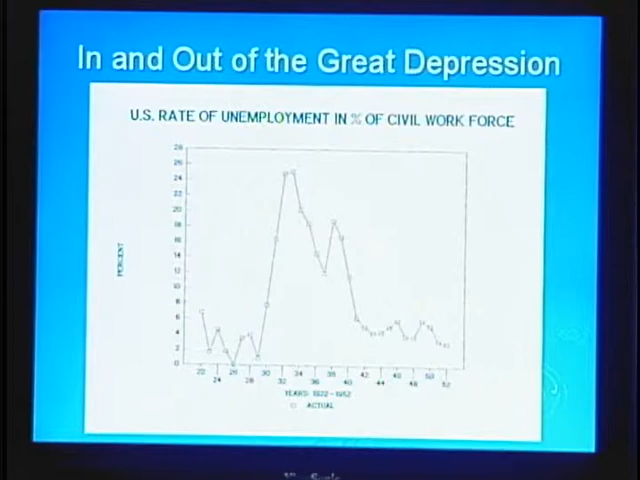 In and Out of the Great Depression
U.S. RATE OF UNEMPLOYMENT IN % OF CIVIL WORK FORCE
28
26
24
22
20
18
16
14
12
10
8
6
4
2
0
PERCENT
22 24 26 28 30 32 34 36 38 40 42 44 46 48 50 52
YEARS: 1922-1952
ACTUAL